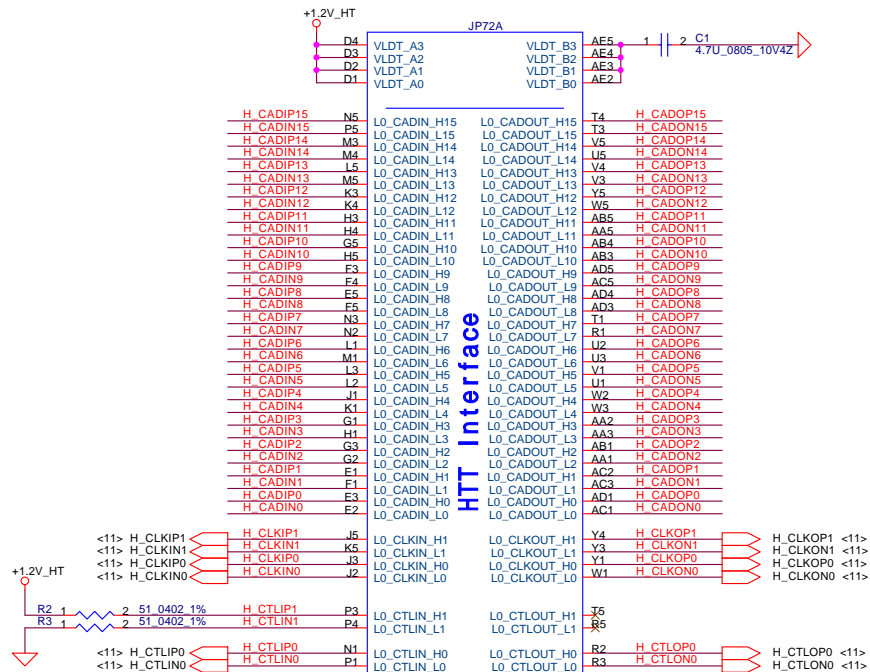 +1.2V_HT
JP72A
D4 VLDT_A3 VLDT_B3 AE5 1 2 C1
D3 VLDT_A2 VLDT_B2 AE4 4.7U_0805_10V4Z
D2 VLDT_A1 VLDT_B1 AE3
D1 VLDT_A0 VLDT_B0 AE2
H_CADIP15 N5 L0_CADIN_H15 L0_CADOUT_H15 T4 H_CADOP15
H_CADIN15 P5 L0_CADIN_L15 L0_CADOUT_L15 T3 H_CADON15
H_CADIP14 M3 L0_CADIN_H14 L0_CADOUT_H14 V5 H_CADOP14
H_CADIN14 M4 L0_CADIN_L14 L0_CADOUT_L14 U5 H_CADON14
H_CADIP13 L5 L0_CADIN_H13 L0_CADOUT_H13 V4 H_CADOP13
H_CADIN13 M5 L0_CADIN_L13 L0_CADOUT_L13 V3 H_CADON13
H_CADIP12 K3 L0_CADIN_H12 L0_CADOUT_H12 Y5 H_CADOP12
H_CADIN12 K4 L0_CADIN_L12 L0_CADOUT_L12 W5 H_CADON12
H_CADIP11 H3 L0_CADIN_H11 L0_CADOUT_H11 AB5 H_CADOP11
H_CADIN11 H4 L0_CADIN_L11 L0_CADOUT_L11 AA5 H_CADON11
H_CADIP10 G5 L0_CADIN_H10 L0_CADOUT_H10 AB4 H_CADOP10
H_CADIN10 H5 L0_CADIN_L10 L0_CADOUT_L10 AB3 H_CADON10
H_CADIP9 F3 L0_CADIN_H9 L0_CADOUT_H9 AD5 H_CADOP9
H_CADIN9 F4 L0_CADIN_L9 L0_CADOUT_L9 AC5 H_CADON9
H_CADIP8 E5 L0_CADIN_H8 L0_CADOUT_H8 AD4 H_CADOP8
H_CADIN8 F5 L0_CADIN_L8 L0_CADOUT_L8 AD3 H_CADON8
H_CADIP7 N3 L0_CADIN_H7 L0_CADOUT_H7 T1 H_CADOP7
H_CADIN7 N2 L0_CADIN_L7 L0_CADOUT_L7 R1 H_CADON7
H_CADIP6 L1 L0_CADIN_H6 L0_CADOUT_H6 U2 H_CADOP6
H_CADIN6 M1 L0_CADIN_L6 L0_CADOUT_L6 U3 H_CADON6
H_CADIP5 L3 L0_CADIN_H5 L0_CADOUT_H5 V1 H_CADOP5
H_CADIN5 L2 L0_CADIN_L5 L0_CADOUT_L5 U1 H_CADON5
H_CADIP4 J1 L0_CADIN_H4 L0_CADOUT_H4 W2 H_CADOP4
H_CADIN4 K1 L0_CADIN_L4 L0_CADOUT_L4 W3 H_CADON4
H_CADIP3 G1 L0_CADIN_H3 L0_CADOUT_H3 AA2 H_CADOP3
H_CADIN3 H1 L0_CADIN_L3 L0_CADOUT_L3 AA3 H_CADON3
H_CADIP2 G3 L0_CADIN_H2 L0_CADOUT_H2 AB1 H_CADOP2
H_CADIN2 G2 L0_CADIN_L2 L0_CADOUT_L2 AA1 H_CADON2
H_CADIP1 E1 L0_CADIN_H1 L0_CADOUT_H1 AC2 H_CADOP1
H_CADIN1 F1 L0_CADIN_L1 L0_CADOUT_L1 AC3 H_CADON1
H_CADIP0 E3 L0_CADIN_H0 L0_CADOUT_H0 AD1 H_CADOP0
H_CADIN0 E2 L0_CADIN_L0 L0_CADOUT_L0 AC1 H_CADON0
HTT Interface
<11> H_CLKIP1 H_CLKIP1 J5 L0_CLKIN_H1 L0_CLKOUT_H1 Y4 H_CLKOP1 H_CLKOP1 <11>
<11> H_CLKIN1 H_CLKIN1 K5 L0_CLKIN_L1 L0_CLKOUT_L1 Y3 H_CLKON1 H_CLKON1 <11>
<11> H_CLKIP0 H_CLKIP0 J3 L0_CLKIN_H0 L0_CLKOUT_H0 Y1 H_CLKOP0 H_CLKOP0 <11>
<11> H_CLKIN0 H_CLKIN0 J2 L0_CLKIN_L0 L0_CLKOUT_L0 W1 H_CLKON0 H_CLKON0 <11>
+1.2V_HT
R2 1 2 51_0402_1% H_CTLIP1 P3 L0_CTLIN_H1 L0_CTLOUT_H1 T5
R3 1 2 51_0402_1% H_CTLIN1 P4 L0_CTLIN_L1 L0_CTLOUT_L1 R5
<11> H_CTLIP0 H_CTLIP0 N1 L0_CTLIN_H0 L0_CTLOUT_H0 R2 H_CTLOP0 H_CTLOP0 <11>
<11> H_CTLIN0 H_CTLIN0 P1 L0_CTLIN_L0 L0_CTLOUT_L0 R3 H_CTLON0 H_CTLON0 <11>